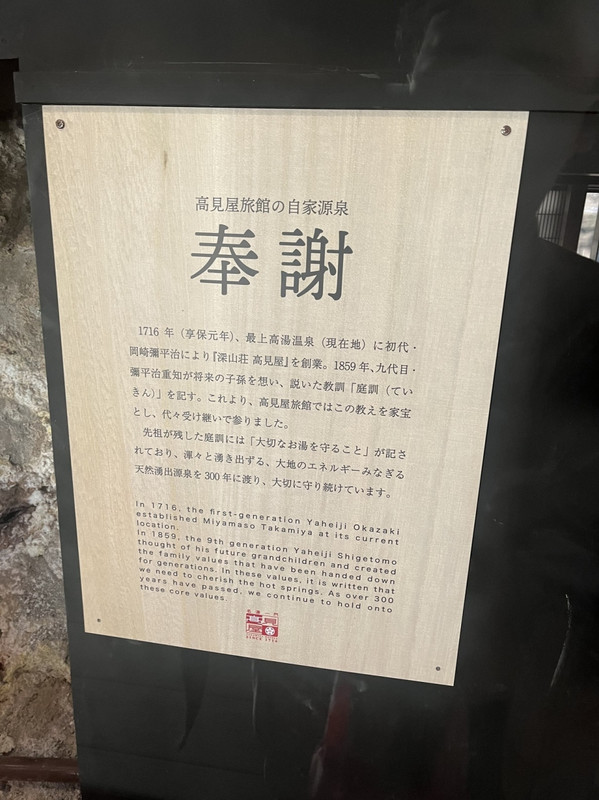 高見屋旅館の自家源泉
奉謝
1716 年（享保元年）、最上高湯温泉（現在地）に初代・
岡崎彌平治により『深山荘 高見屋』を創業。1859 年、九代目・
彌平治重知が将来の子孫を想い、説いた教訓「庭訓（てい
きん）」を記す。これより、高見屋旅館ではこの教えを家宝
とし、代々受け継いで参りました。
先祖が残した庭訓には「大切なお湯を守ること」が記さ
れており、渾々と湧き出ずる、大地のエネルギーみなぎる
天然湧出源泉を 300 年に渡り、大切に守り続けています。
In 1716, the first-generation Yaheiji Okazaki
established Miyamaso Takamiya at its current
location.
In 1859, the 9th generation Yaheiji Shigetomo
thought of his future grandchildren and created
the family values that have been handed down
for generations. In these values, it is written that
we need to cherish the hot springs. As over 300
years have passed, we continue to hold onto
these core values.
高見屋
SINCE 1716